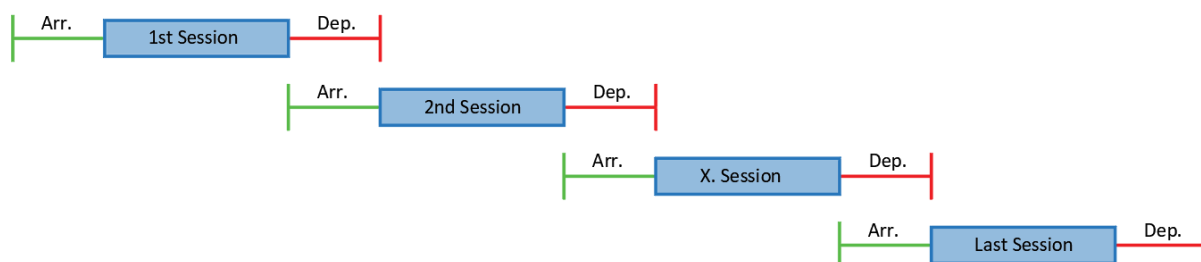 Arr. 1st Session Dep.
Arr. 2nd Session Dep.
Arr. X. Session Dep.
Arr. Last Session Dep.